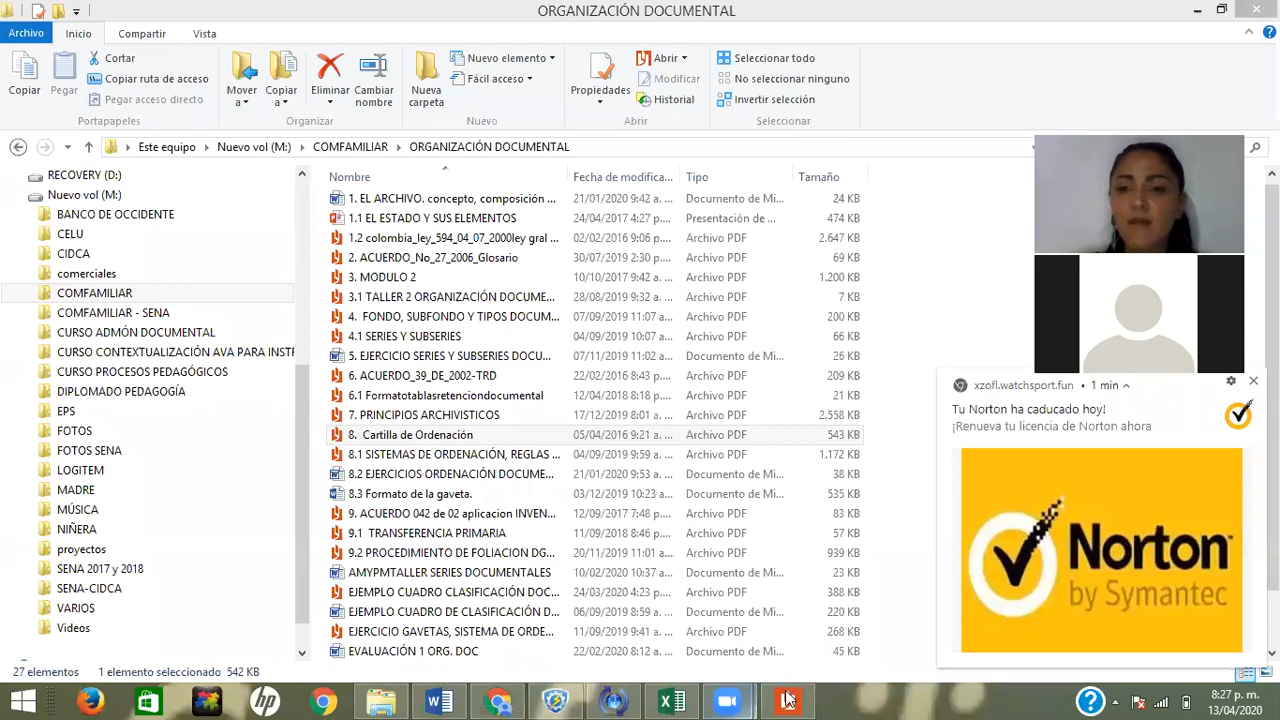 ORGANIZACIÓN DOCUMENTAL
Archivo Inicio Compartir Vista
Copiar
Pegar
Cortar
Copiar ruta de acceso
Pegar acceso directo
Portapapeles
Mover a
Copiar a
Eliminar
Cambiar nombre
Organizar
Nueva carpeta
Nuevo elemento
Fácil acceso
Nuevo
Propiedades
Abrir
Modificar
Historial
Abrir
Seleccionar todo
No seleccionar ninguno
Invertir selección
Seleccionar
Este equipo Nuevo vol (M:) COMFAMILIAR ORGANIZACIÓN DOCUMENTAL
RECOVERY (D:)
Nuevo vol (M:)
BANCO DE OCCIDENTE
CELU
CIDCA
comerciales
COMFAMILIAR
COMFAMILIAR - SENA
CURSO ADMÓN DOCUMENTAL
CURSO CONTEXTUALIZACIÓN AVA PARA INSTR
CURSO PROCESOS PEDAGÓGICOS
DIPLOMADO PEDAGOGÍA
EPS
FOTOS
FOTOS SENA
LOGITEM
MADRE
MÚSICA
NIÑERA
proyectos
SENA 2017 y 2018
SENA-CIDCA
VARIOS
Videos
Nombre Fecha de modifica... Tipo Tamaño
1. EL ARCHIVO. concepto, composición ... 21/01/2020 9:42 a. ... Documento de Mi... 24 KB
1.1 EL ESTADO Y SUS ELEMENTOS 24/04/2017 4:27 p.... Presentación de ... 474 KB
1.2 colombia_ley_594_04_07_2000ley gral ... 02/02/2016 9:06 p.... Archivo PDF 2.647 KB
2. ACUERDO_No_27_2006_Glosario 30/07/2019 2:30 p.... Archivo PDF 69 KB
3. MODULO 2 10/10/2017 9:42 a. ... Archivo PDF 1.200 KB
3.1 TALLER 2 ORGANIZACIÓN DOCUME... 28/08/2019 9:32 a. ... Archivo PDF 7 KB
4. FONDO, SUBFONDO Y TIPOS DOCUM... 07/09/2019 11:07 ... Archivo PDF 200 KB
4.1 SERIES Y SUBSERIES 04/09/2019 10:07 ... Archivo PDF 66 KB
5. EJERCICIO SERIES Y SUBSERIES DOCU... 07/11/2019 11:02 ... Documento de Mi... 26 KB
6. ACUERDO_39_DE_2002-TRD 22/02/2016 8:43 p.... Archivo PDF 209 KB
6.1 Formatotablasretenciondocumental 12/04/2018 8:18 p.... Archivo PDF 21 KB
7. PRINCIPIOS ARCHIVISTICOS 17/12/2019 8:01 a. ... Archivo PDF 2.558 KB
8. Cartilla de Ordenación 05/04/2016 9:21 a. ... Archivo PDF 543 KB
8.1 SISTEMAS DE ORDENACIÓN, REGLAS ... 04/09/2019 9:59 a. ... Archivo PDF 1.172 KB
8.2 EJERCICIOS ORDENACIÓN DOCUME... 21/01/2020 9:53 a. ... Documento de Mi... 38 KB
8.3 Formato de la gaveta. 03/12/2019 10:23 ... Documento de Mi... 535 KB
9. ACUERDO 042 de 02 aplicacion INVEN... 12/09/2017 7:48 p.... Archivo PDF 83 KB
9.1 TRANSFERENCIA PRIMARIA 11/09/2018 8:46 p.... Archivo PDF 57 KB
9.2 PROCEDIMIENTO DE FOLIACION DG... 20/11/2019 11:01 ... Archivo PDF 939 KB
AMYPMTALLER SERIES DOCUMENTALES 10/02/2020 10:37 ... Documento de Mi... 23 KB
EJEMPLO CUADRO CLASIFICACIÓN DOC... 24/03/2020 4:23 p.... Archivo PDF 388 KB
EJEMPLO CUADRO DE CLASIFICACIÓN D... 06/09/2019 8:59 a. ... Documento de Mi... 220 KB
EJERCICIO GAVETAS, SISTEMA DE ORDE... 11/09/2019 9:41 a. ... Archivo PDF 268 KB
EVALUACIÓN 1 ORG. DOC 22/02/2020 8:12 a. ... Documento de Mi... 45 KB
xzofl.watchsport.fun • 1 min
Tu Norton ha caducado hoy!
¡Renueva tu licencia de Norton ahora
Norton
by Symantec
27 elementos 1 elemento seleccionado 542 KB
8:27 p. m.
13/04/2020